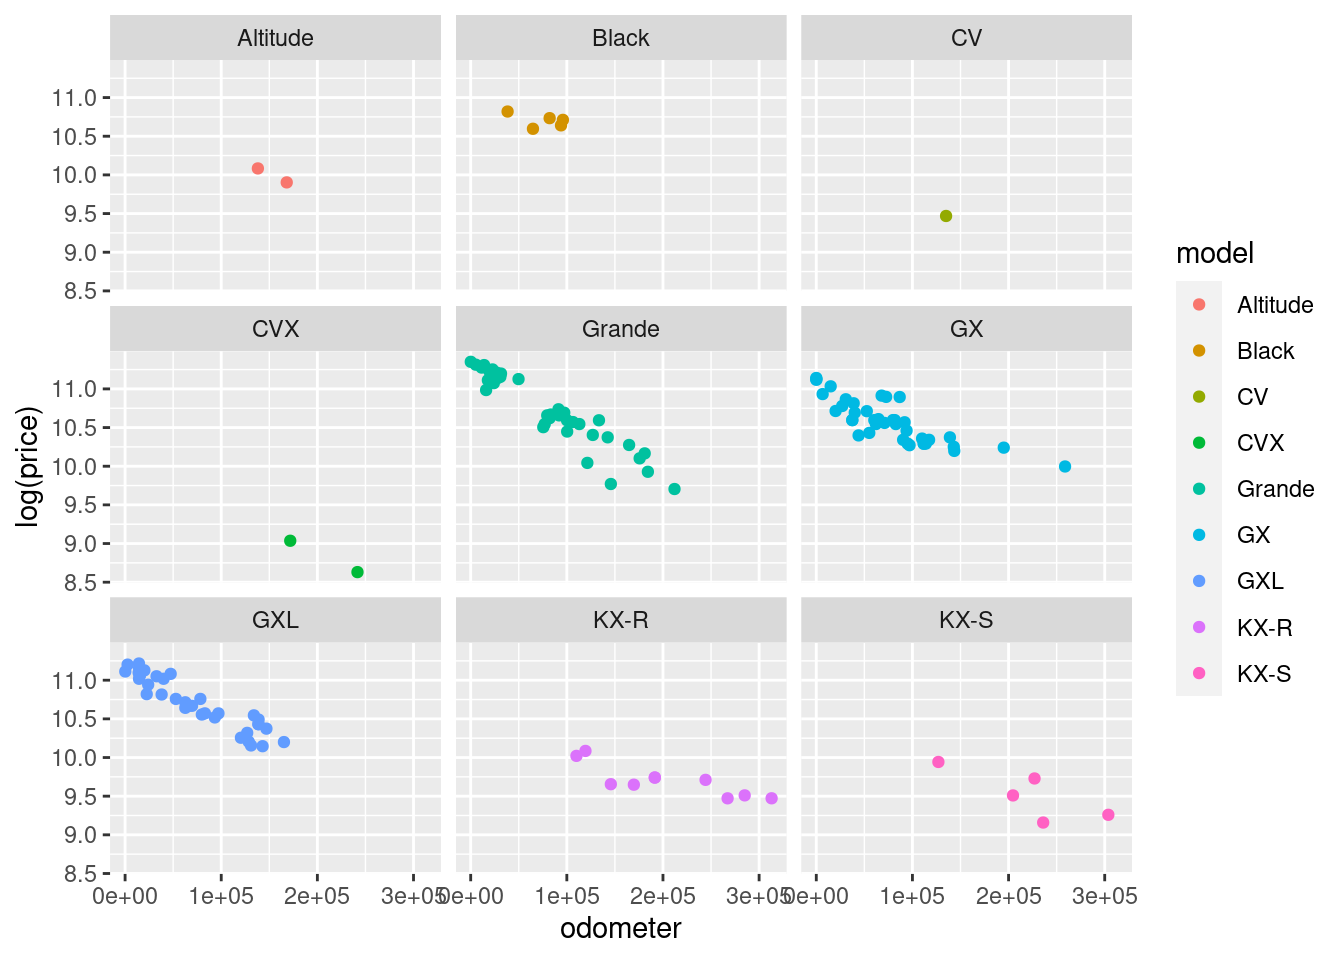 Altitude
Black
CV
11.0
10.5
10.0
9.5
9.0
8.5
CVX
Grande
GX
11.0
10.5
10.0
9.5
9.0
8.5
GXL
KX-R
KX-S
11.0
10.5
10.0
9.5
9.0
8.5
0e+00 1e+05 2e+05 3e+05
0e+00 1e+05 2e+05 3e+05
0e+00 1e+05 2e+05 3e+05
odometer
log(price)
model
Altitude
Black
CV
CVX
Grande
GX
GXL
KX-R
KX-S